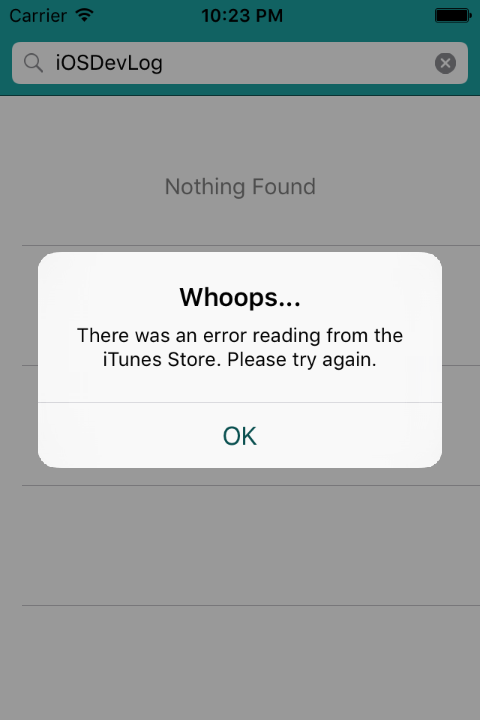 Carrier 10:23 PM
iOSDevLog
Nothing Found
Whoops...
There was an error reading from the
iTunes Store. Please try again.
OK